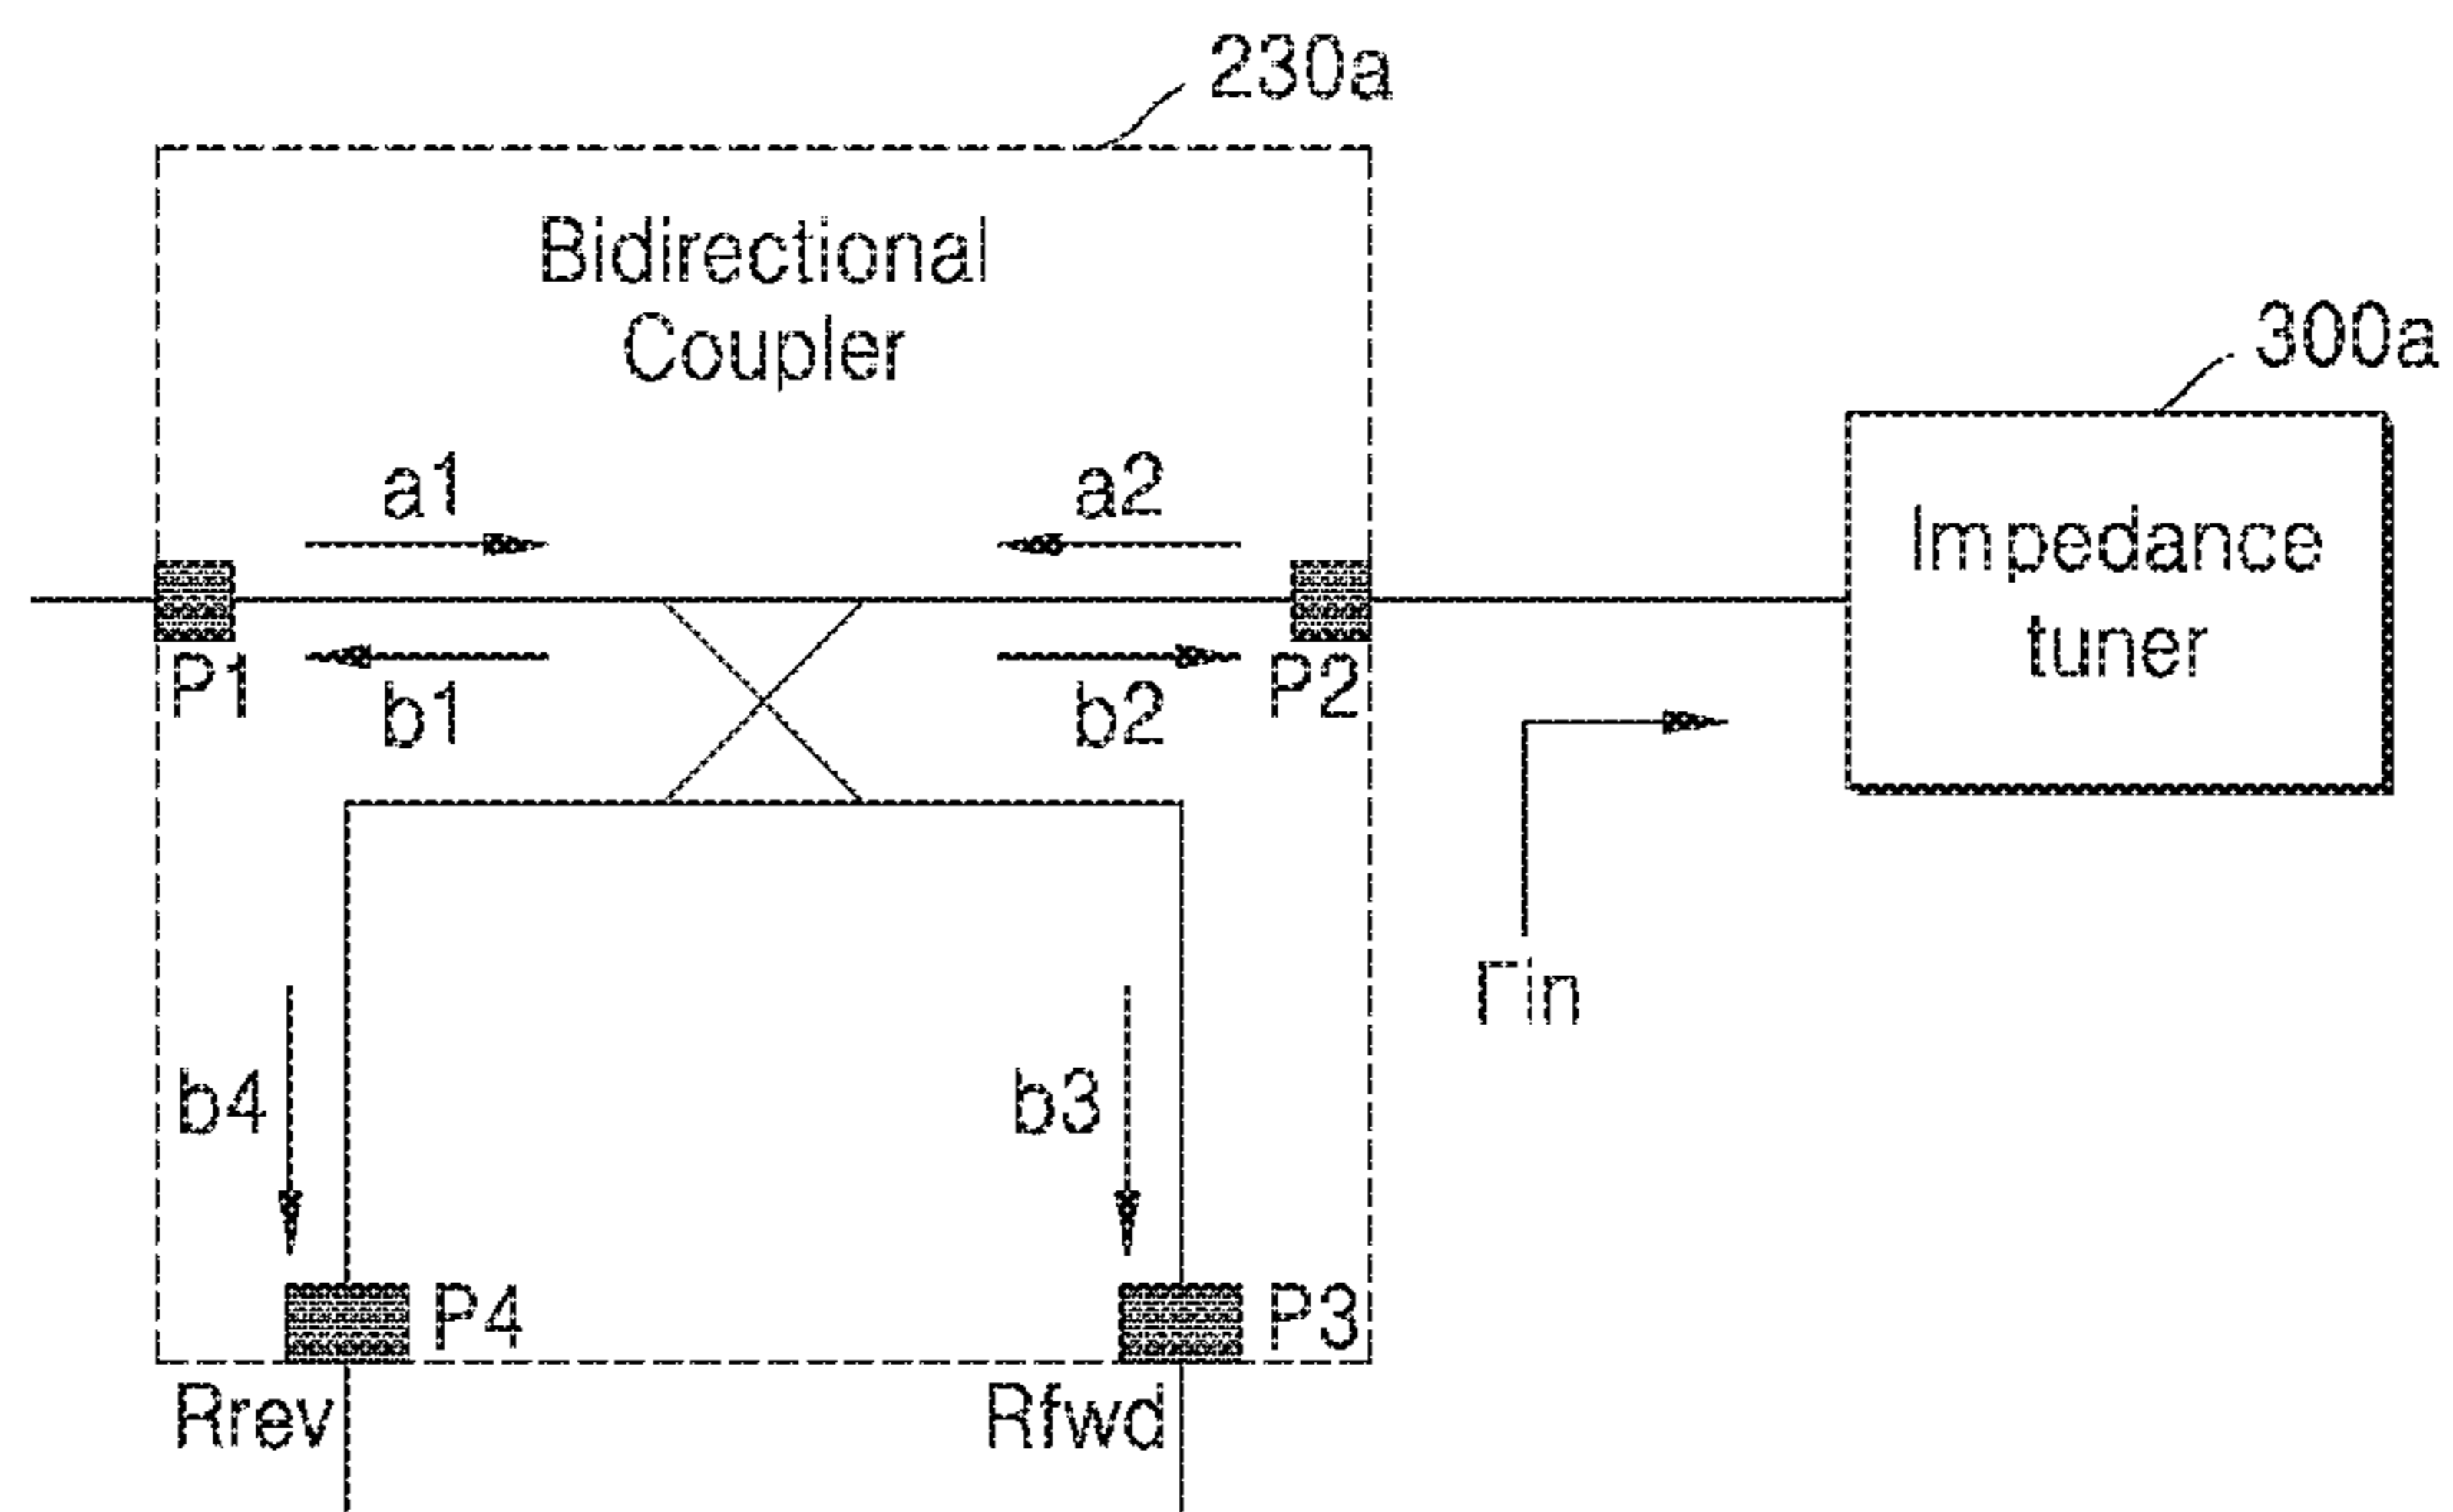 230a
Bidirectional
Coupler
300a
a1
a2
Impedance
tuner
P1
b1
b2
P2
Γin
b4
b3
P4
P3
Rrev
Rfwd